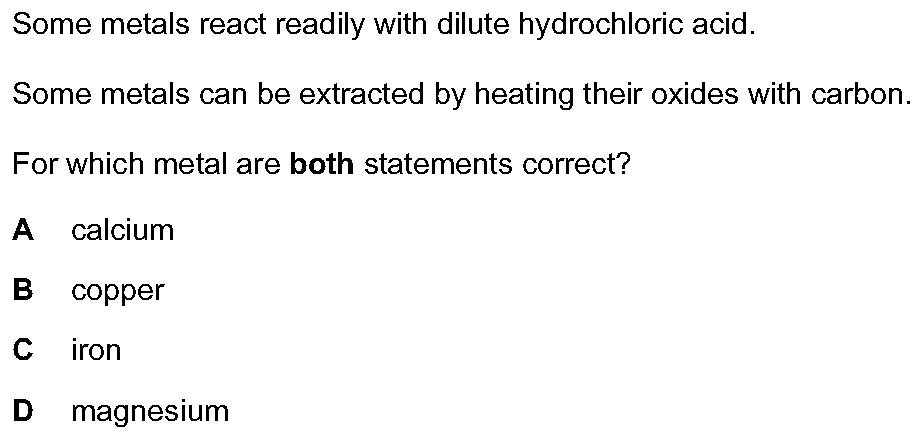 Some metals react readily with dilute hydrochloric acid.
Some metals can be extracted by heating their oxides with carbon.
For which metal are both statements correct?
A calcium
B copper
C iron
D magnesium